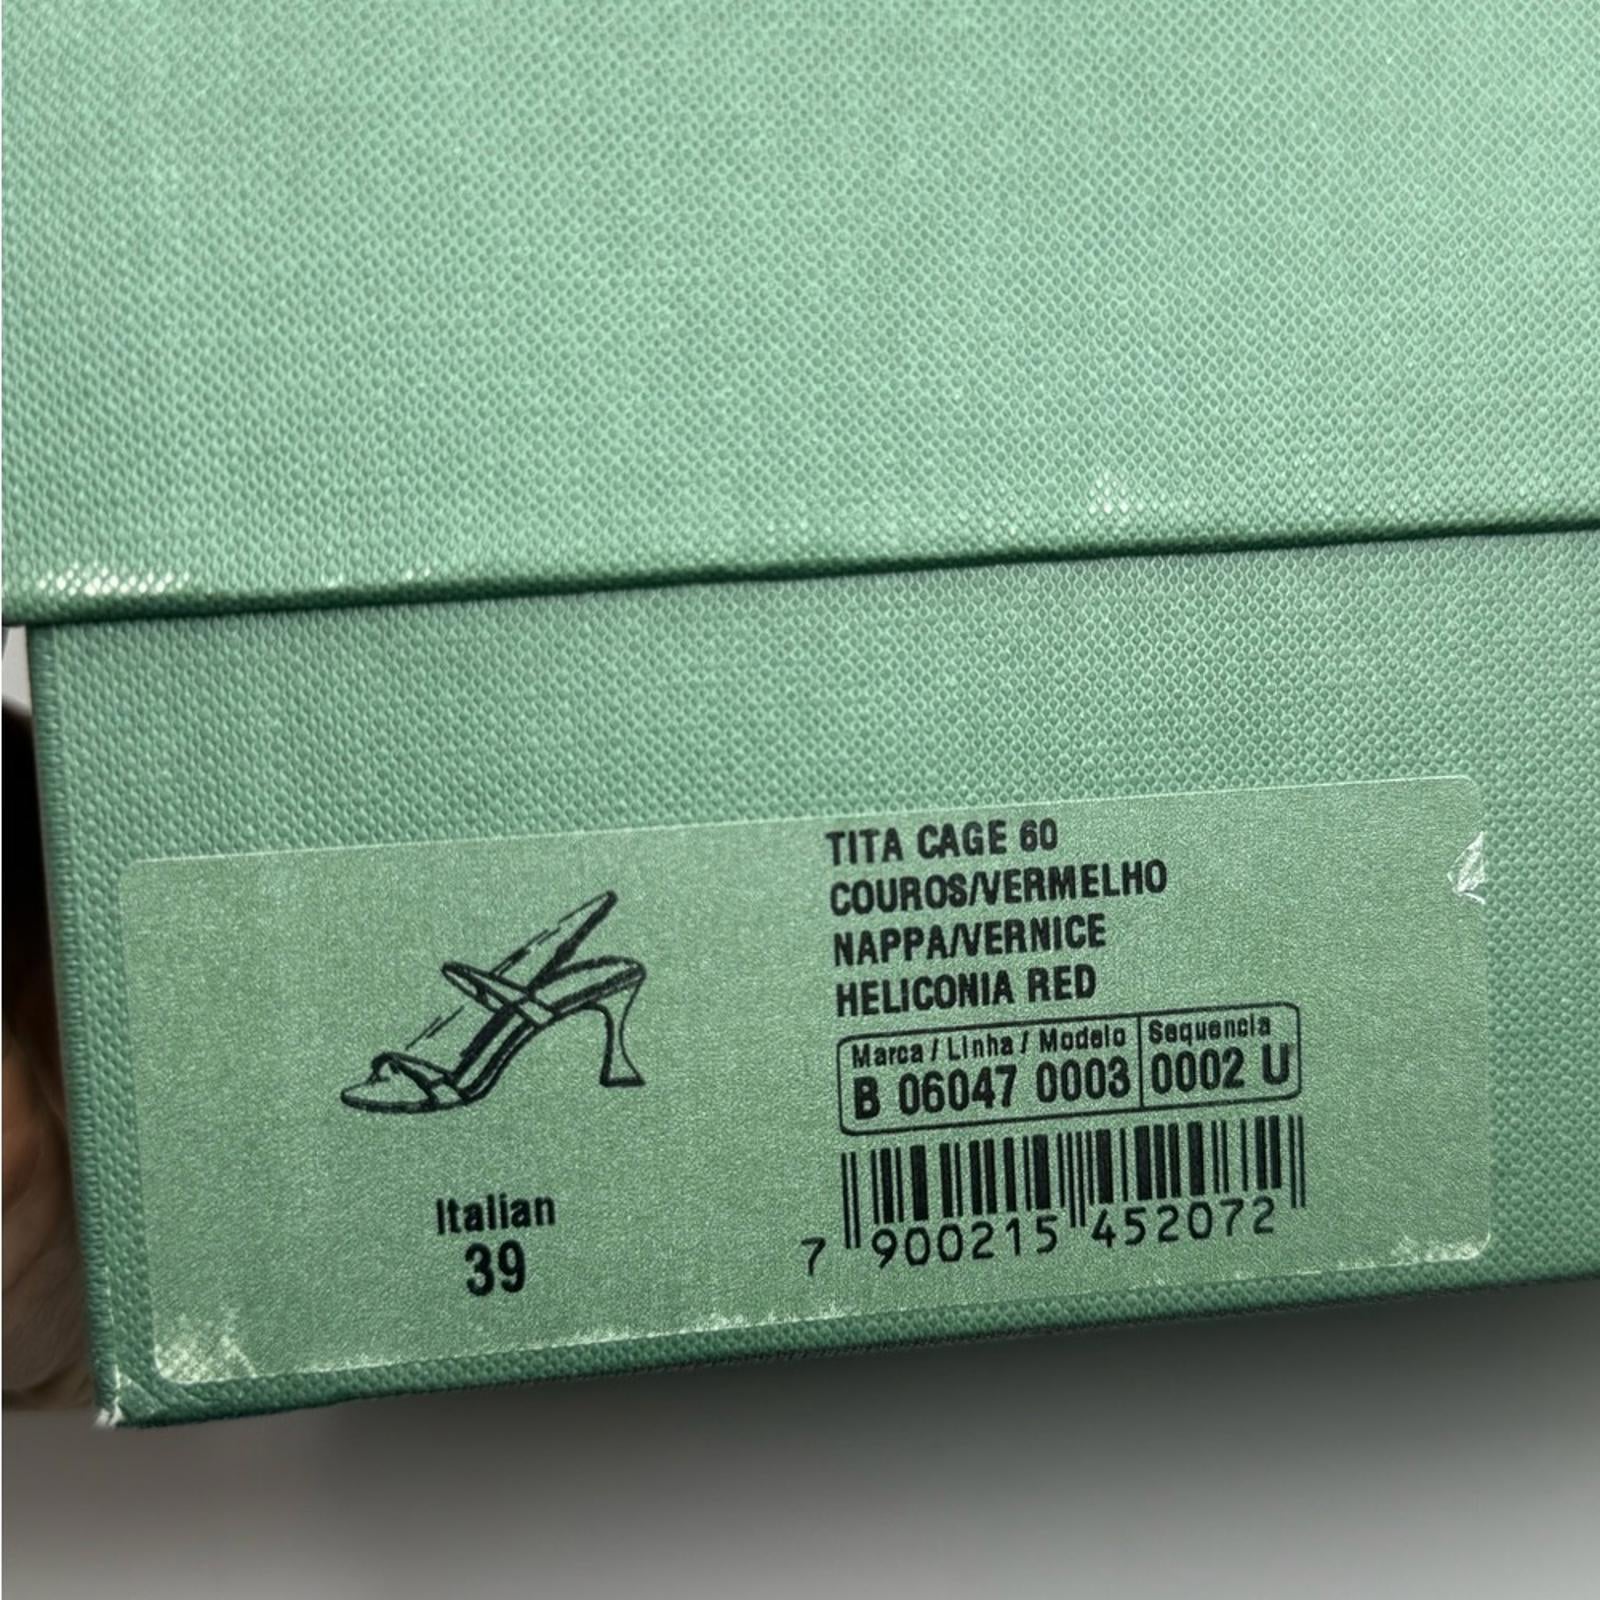 TITA CAGE 60
COUROS/VERMELHO
NAPPA/VERNICE
HELICONIA RED
Marca / Linha / Modelo Sequencia
B 06047 0003 0002 U
7 900215 452072
Italian
39